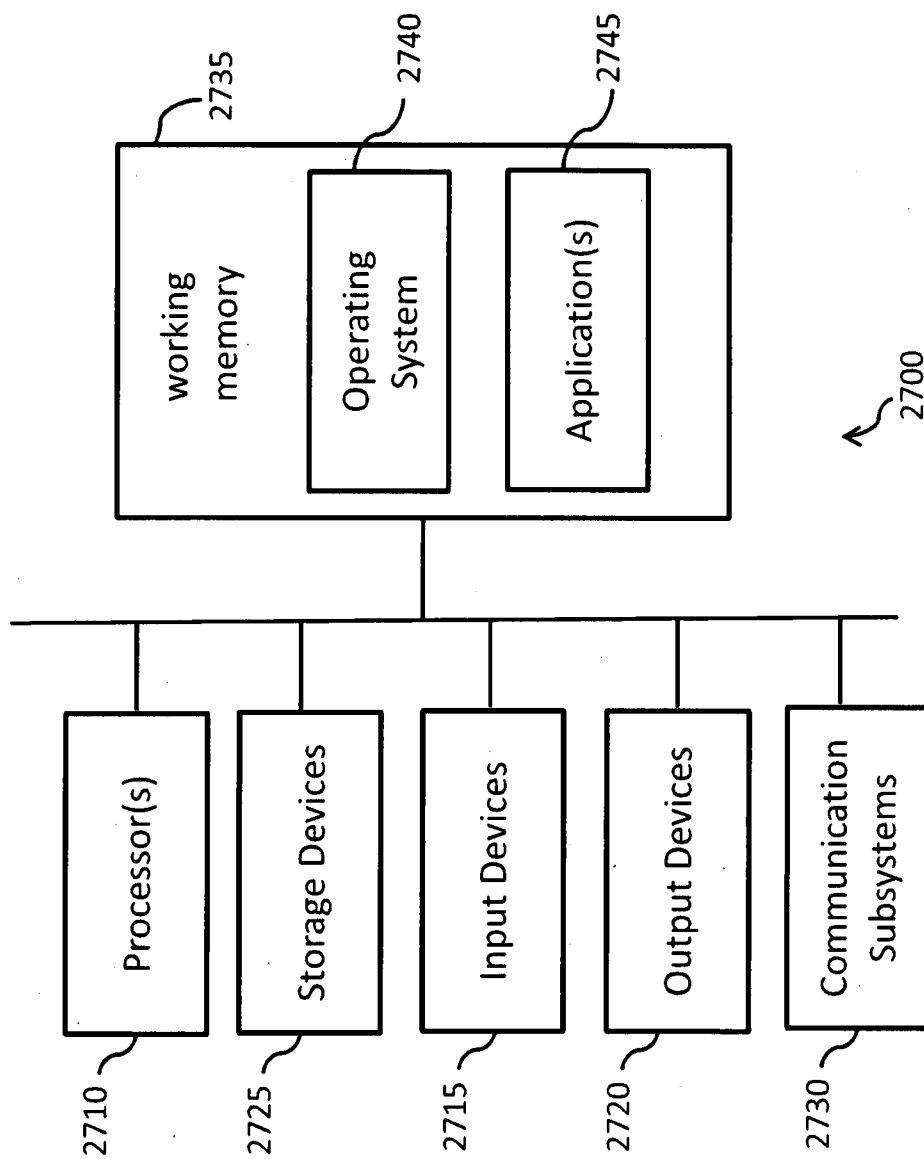 2710
Processor(s)
2725
Storage Devices
2715
Input Devices
2720
Output Devices
2730
Communication
Subsystems
working
memory
2735
Operating
System
2740
Application(s)
2745
2700